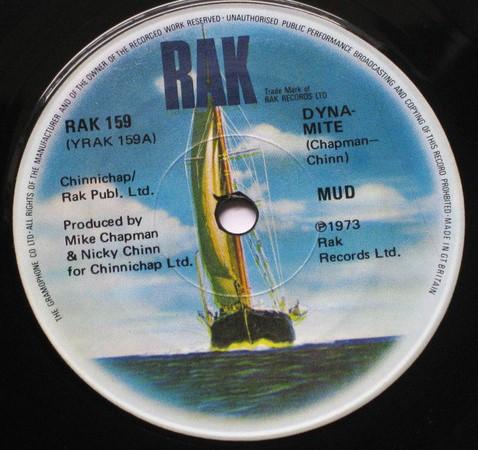 THE GRAMOPHONE CO LTD·ALL RIGHTS OF THE MANUFACTURER AND OF THE OWNER OF THE RECORDED WORK RESERVED·UNAUTHORISED PUBLIC PERFORMANCE BROADCASTING AND COPYING OF THIS RECORD PROHIBITED·MADE IN GT BRITAIN
RAK
Trade Mark of
RAK RECORDS LTD
RAK 159
(YRAK 159A)
Chinnichap/
Rak Publ. Ltd.
Produced by
Mike Chapman
& Nicky Chinn
for Chinnichap Ltd.
DYNA-
MITE
(Chapman—
Chinn)
MUD
℗1973
Rak
Records Ltd.